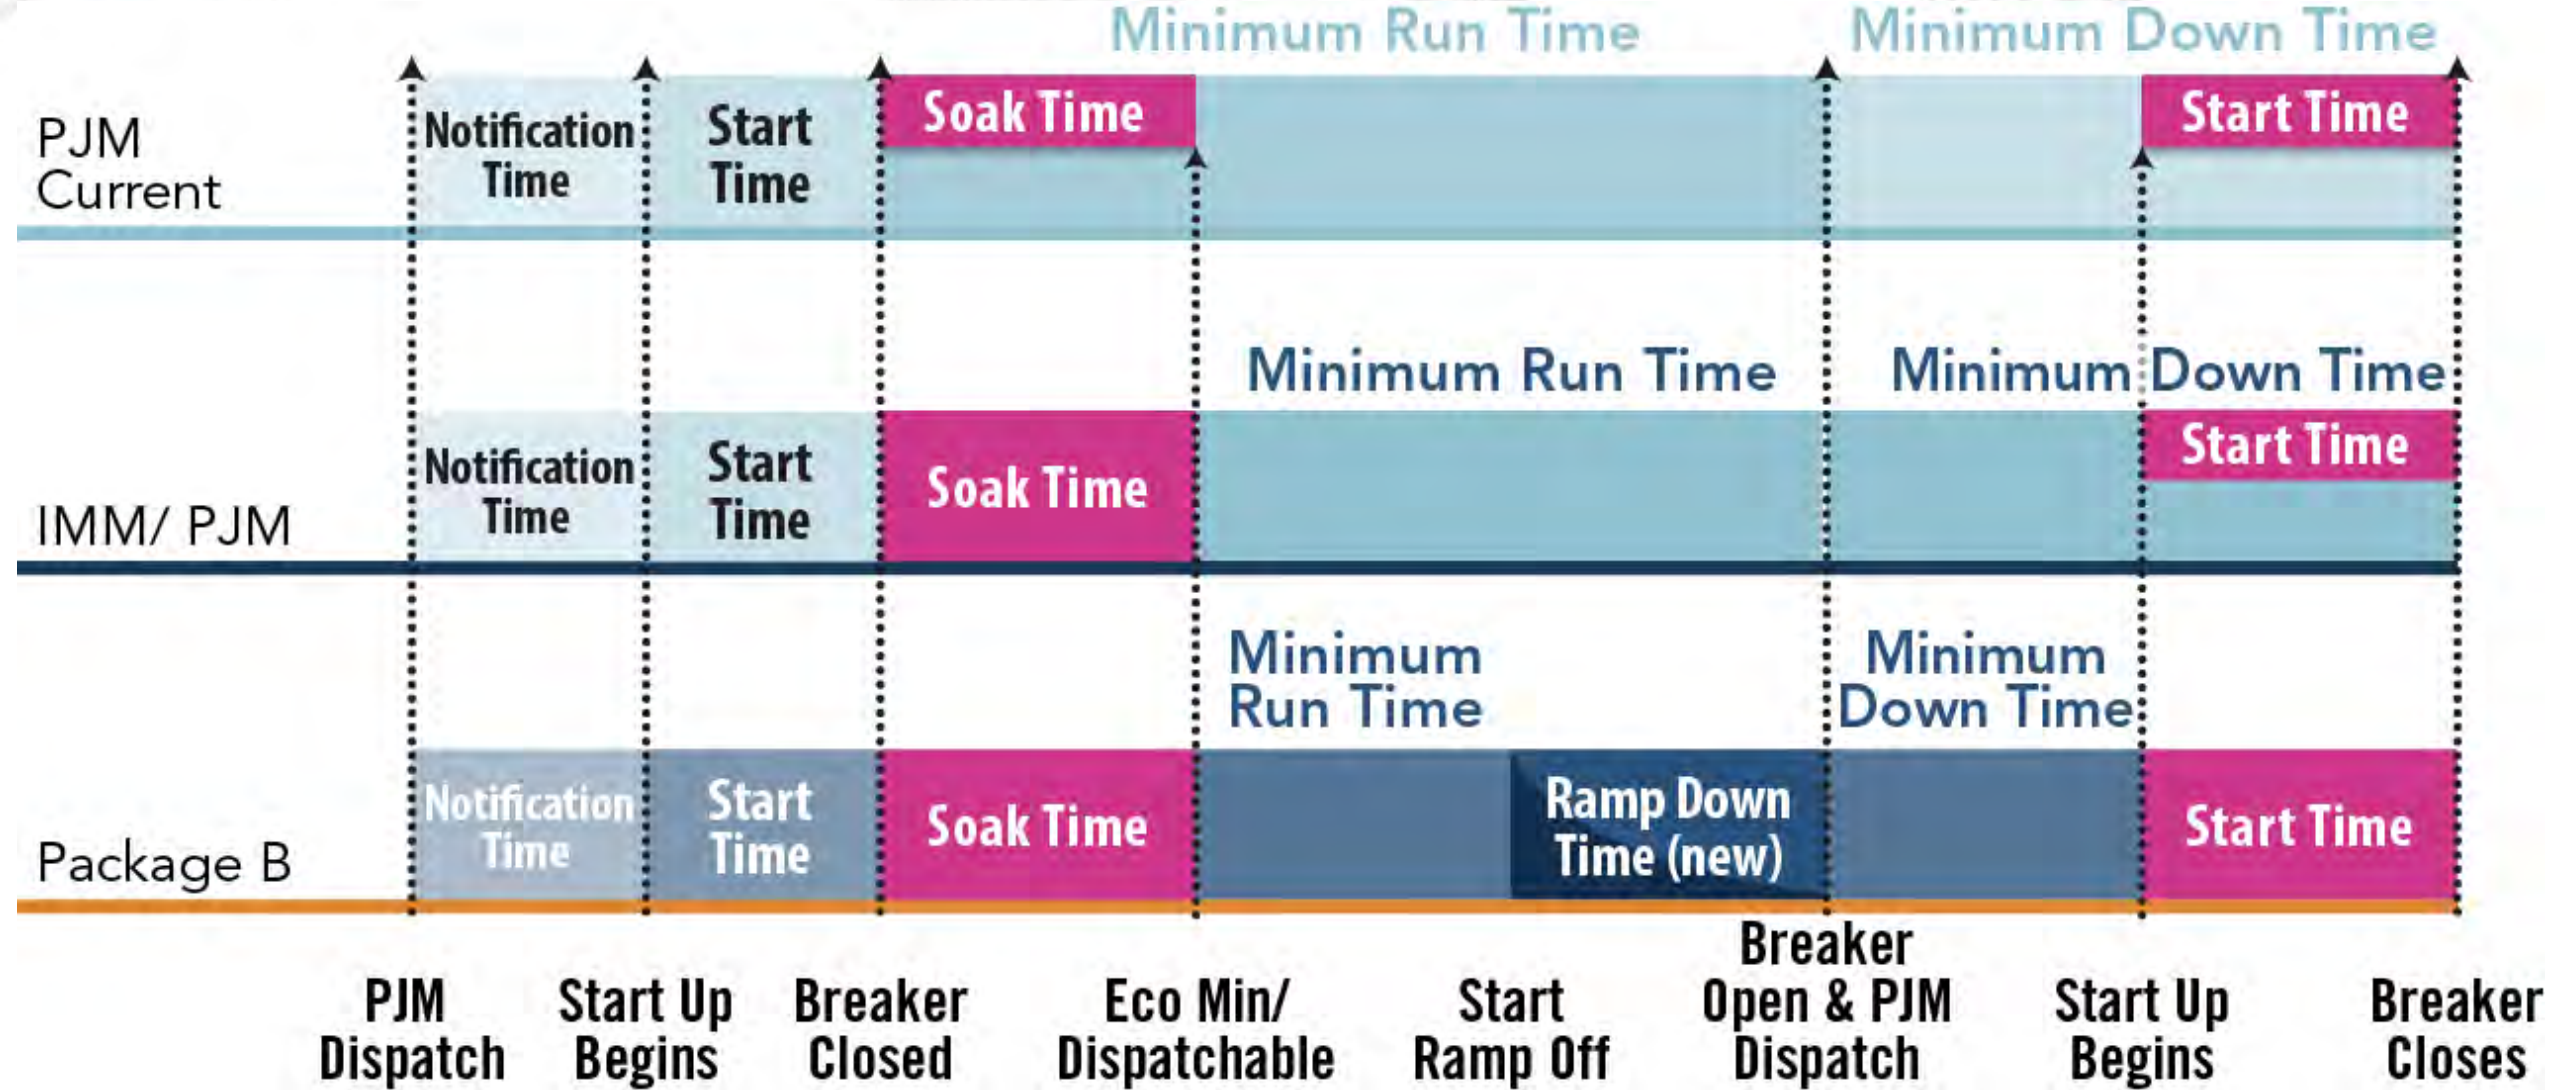 Minimum Run Time
Minimum Down Time
PJM
Current
Notification
Time
Start
Time
Soak Time
Start Time
Minimum Run Time
Minimum Down Time
IMM/ PJM
Notification
Time
Start
Time
Soak Time
Start Time
Minimum
Run Time
Minimum
Down Time
Package B
Notification
Time
Start
Time
Soak Time
Ramp Down
Time (new)
Start Time
PJM
Dispatch
Start Up
Begins
Breaker
Closed
Eco Min/
Dispatchable
Start
Ramp Off
Breaker
Open & PJM
Dispatch
Start Up
Begins
Breaker
Closes